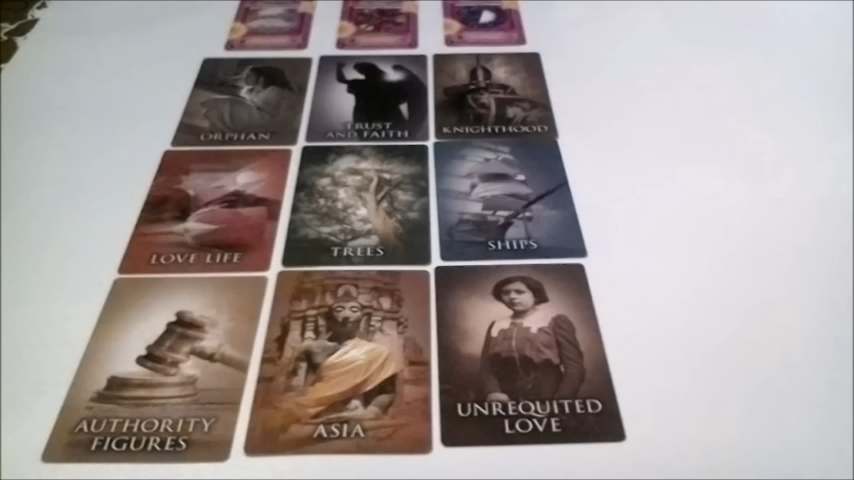 ORPHAN
TRUST
AND FAITH
KNIGHTHOOD
LOVE LIFE
TREES
SHIPS
AUTHORITY
FIGURES
ASIA
UNREQUITED
LOVE